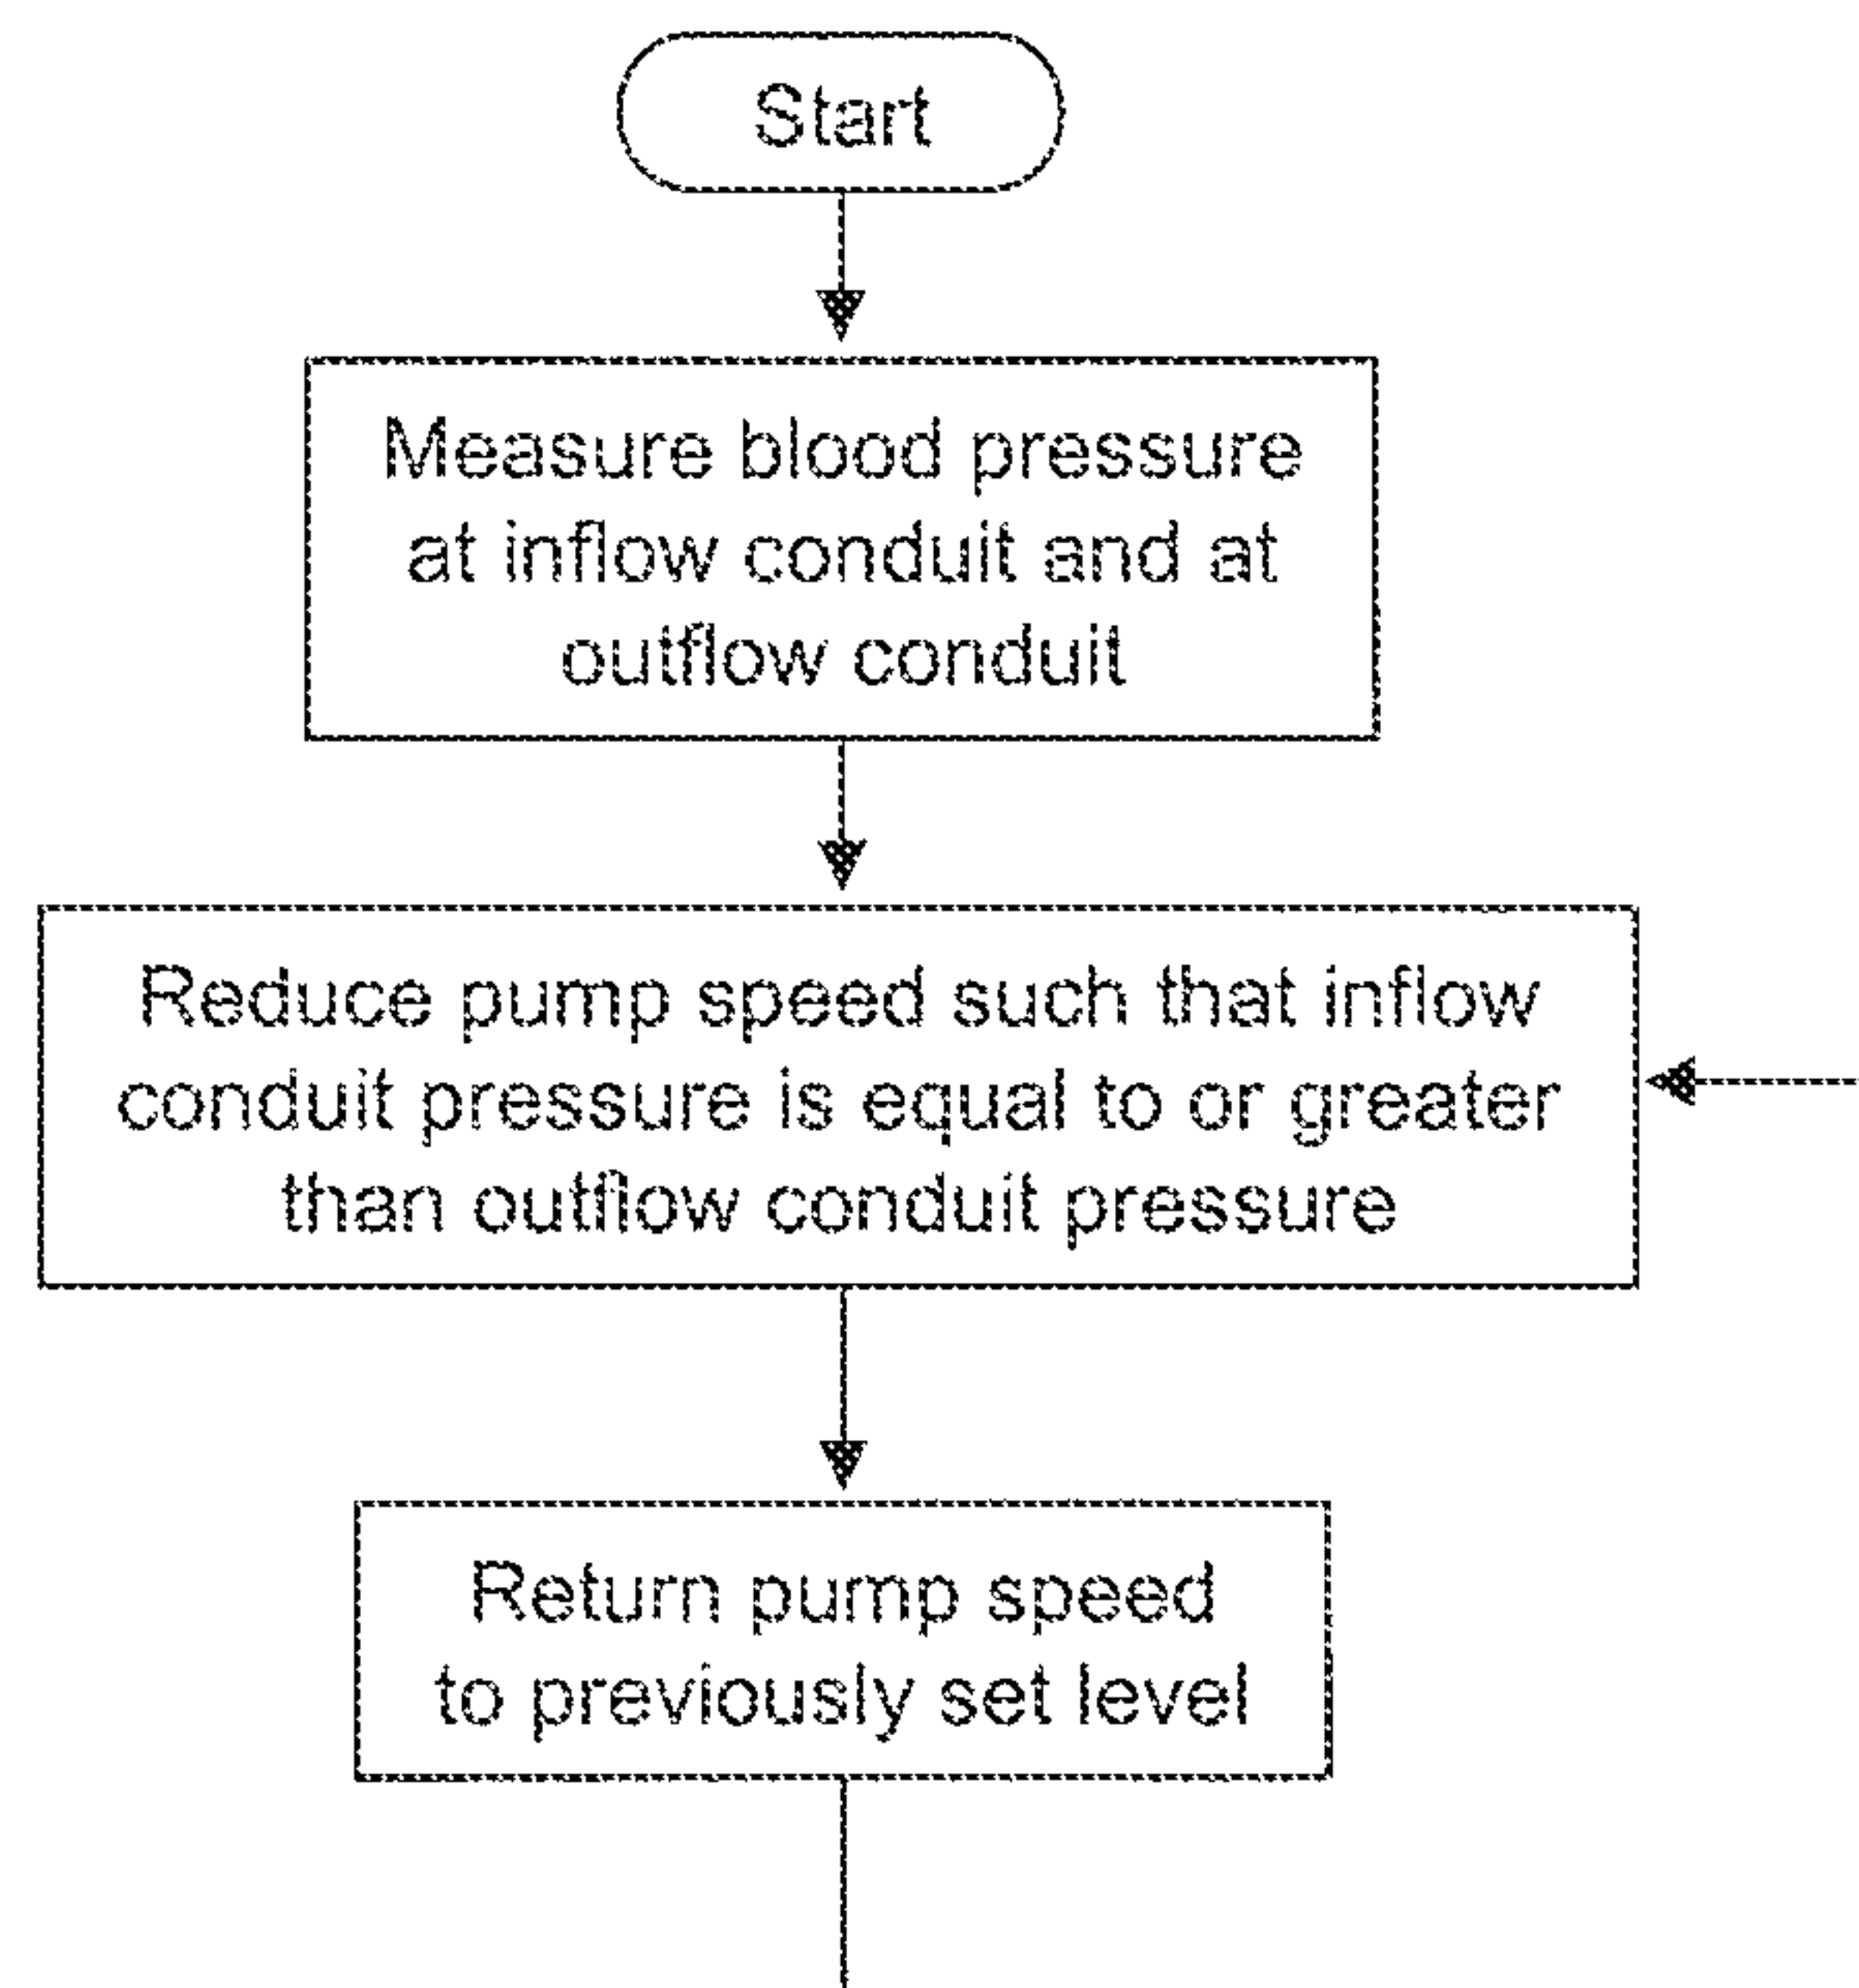 Start
Measure blood pressure
at inflow conduit and at
outflow conduit
Reduce pump speed such that inflow
conduit pressure is equal to or greater
than outflow conduit pressure
Return pump speed
to previously set level